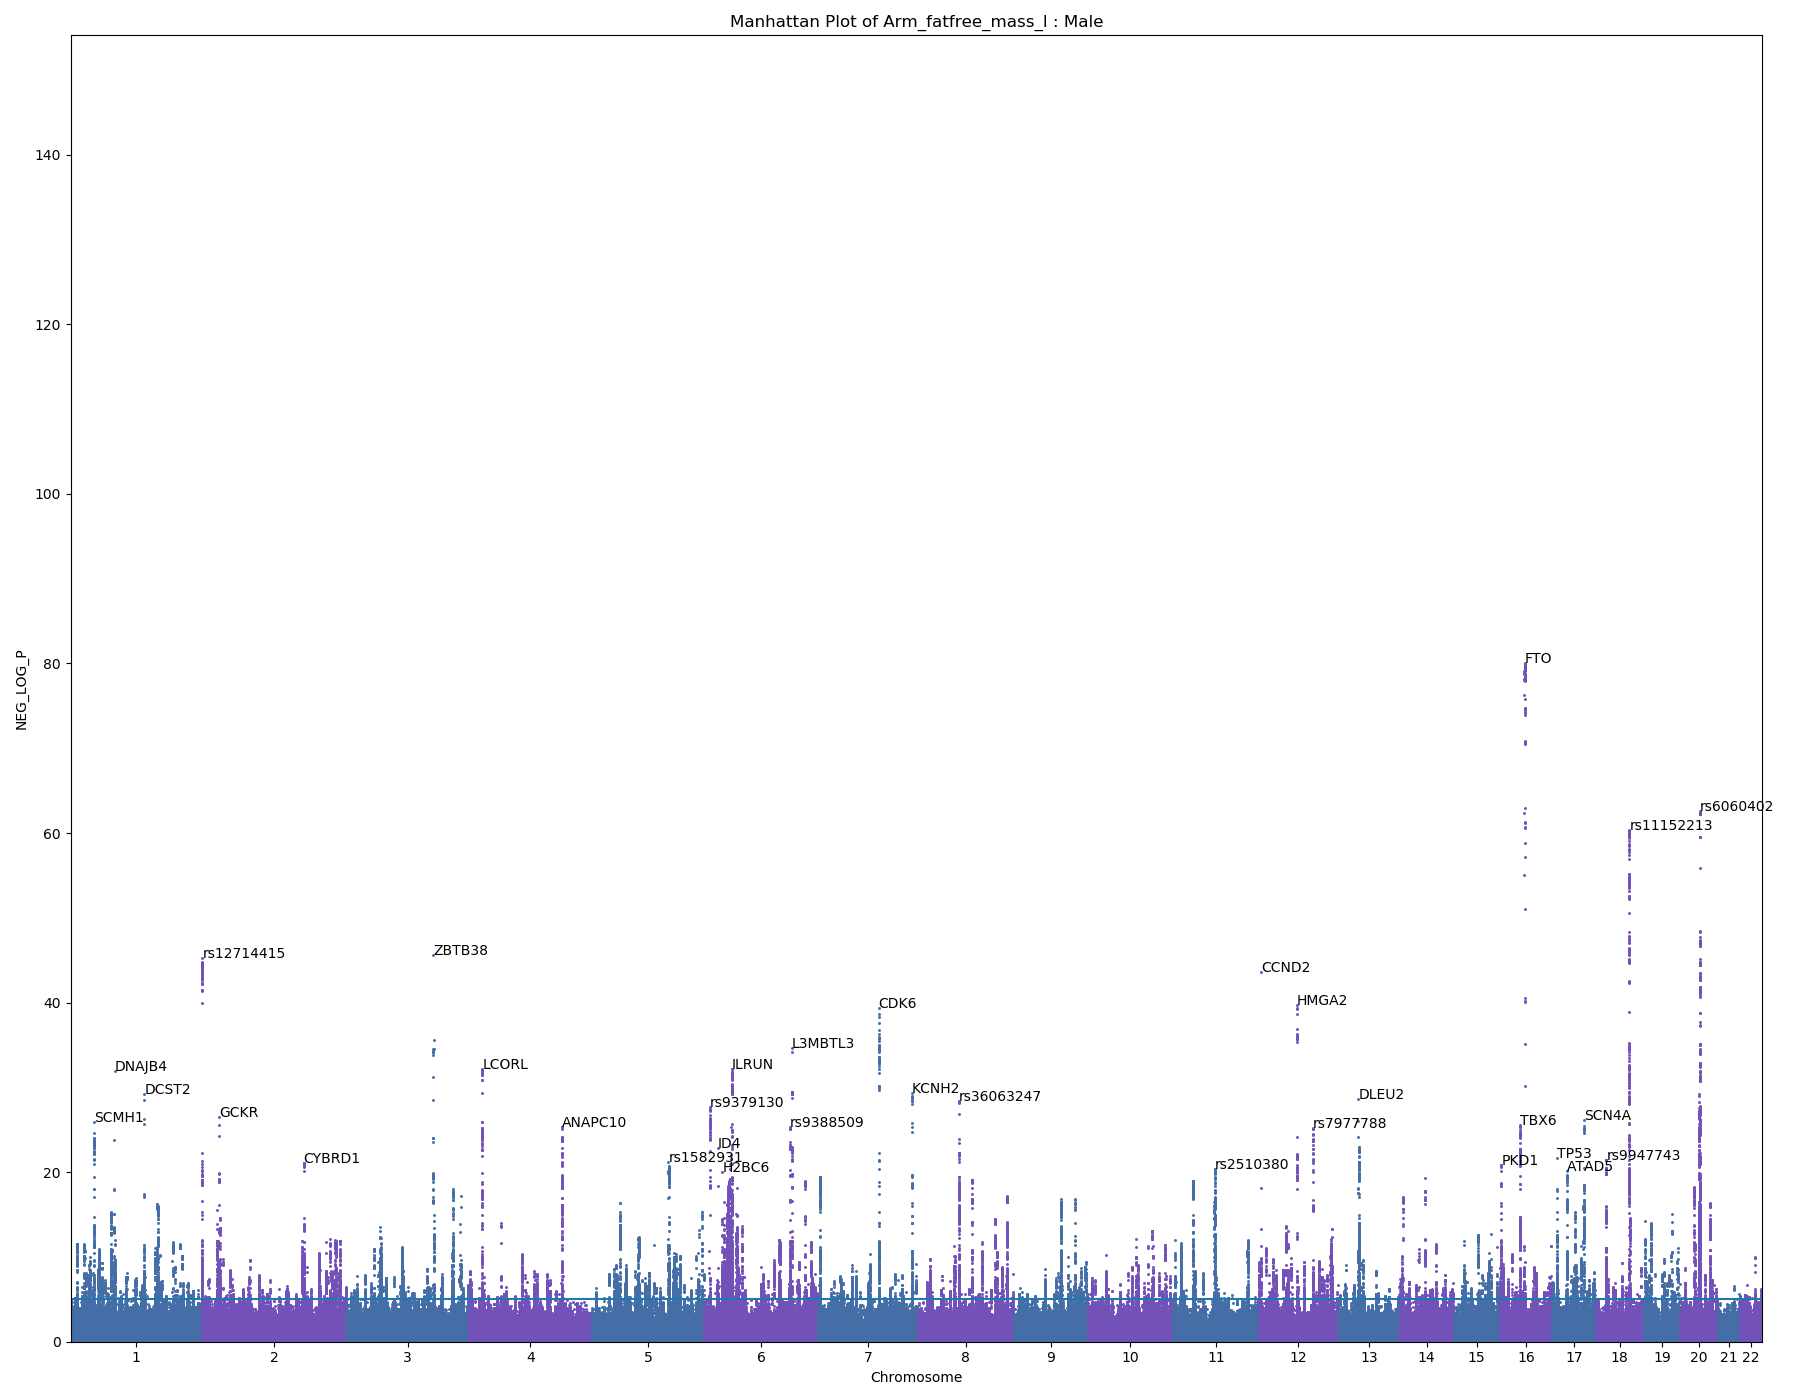 Manhattan Plot of Arm_fatfree_mass_l : Male
NEG_LOG_P
140
120
100
80
60
40
20
0
FTO
rs6060402
rs11152213
ZBTB38
rs12714415
CCND2
HMGA2
CDK6
L3MBTL3
DNAJB4
LCORL
ILRUN
DCST2
KCNH2
rs36063247
DLEU2
rs9379130
SCMH1
GCKR
ANAPC10
rs9388509
rs7977788
TBX6
SCN4A
JD4
CYBRD1
rs1582931
H2BC6
rs2510380
PKD1
TP53
ATAD5
rs9947743
1 2 3 4 5 6 7 8 9 10 11 12 13 14 15 16 17 18 19 20 21 22
Chromosome